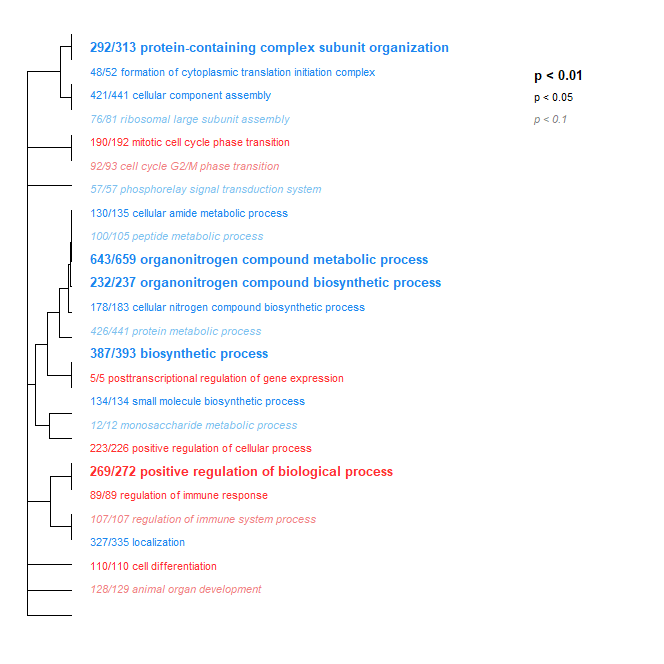 292/313 protein-containing complex subunit organization
48/52 formation of cytoplasmic translation initiation complex
421/441 cellular component assembly
76/81 ribosomal large subunit assembly
190/192 mitotic cell cycle phase transition
92/93 cell cycle G2/M phase transition
57/57 phosphorelay signal transduction system
130/135 cellular amide metabolic process
100/105 peptide metabolic process
643/659 organonitrogen compound metabolic process
232/237 organonitrogen compound biosynthetic process
178/183 cellular nitrogen compound biosynthetic process
426/441 protein metabolic process
387/393 biosynthetic process
5/5 posttranscriptional regulation of gene expression
134/134 small molecule biosynthetic process
12/12 monosaccharide metabolic process
223/226 positive regulation of cellular process
269/272 positive regulation of biological process
89/89 regulation of immune response
107/107 regulation of immune system process
327/335 localization
110/110 cell differentiation
128/129 animal organ development
p < 0.01
p < 0.05
p < 0.1